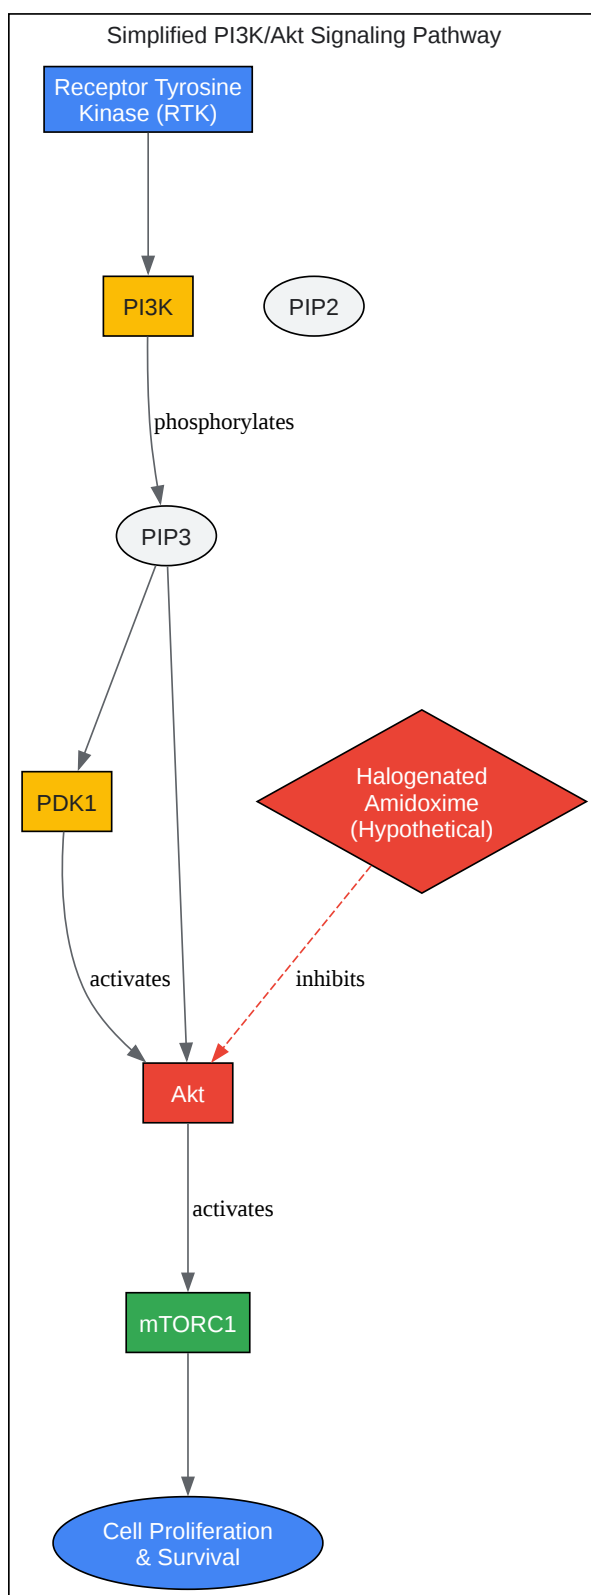 Simplified PI3K/Akt Signaling Pathway
Receptor Tyrosine
Kinase (RTK)
PI3K
PIP2
phosphorylates
PIP3
Halogenated
Amidoxime
(Hypothetical)
PDK1
activates
inhibits
Akt
activates
mTORC1
Cell Proliferation
& Survival